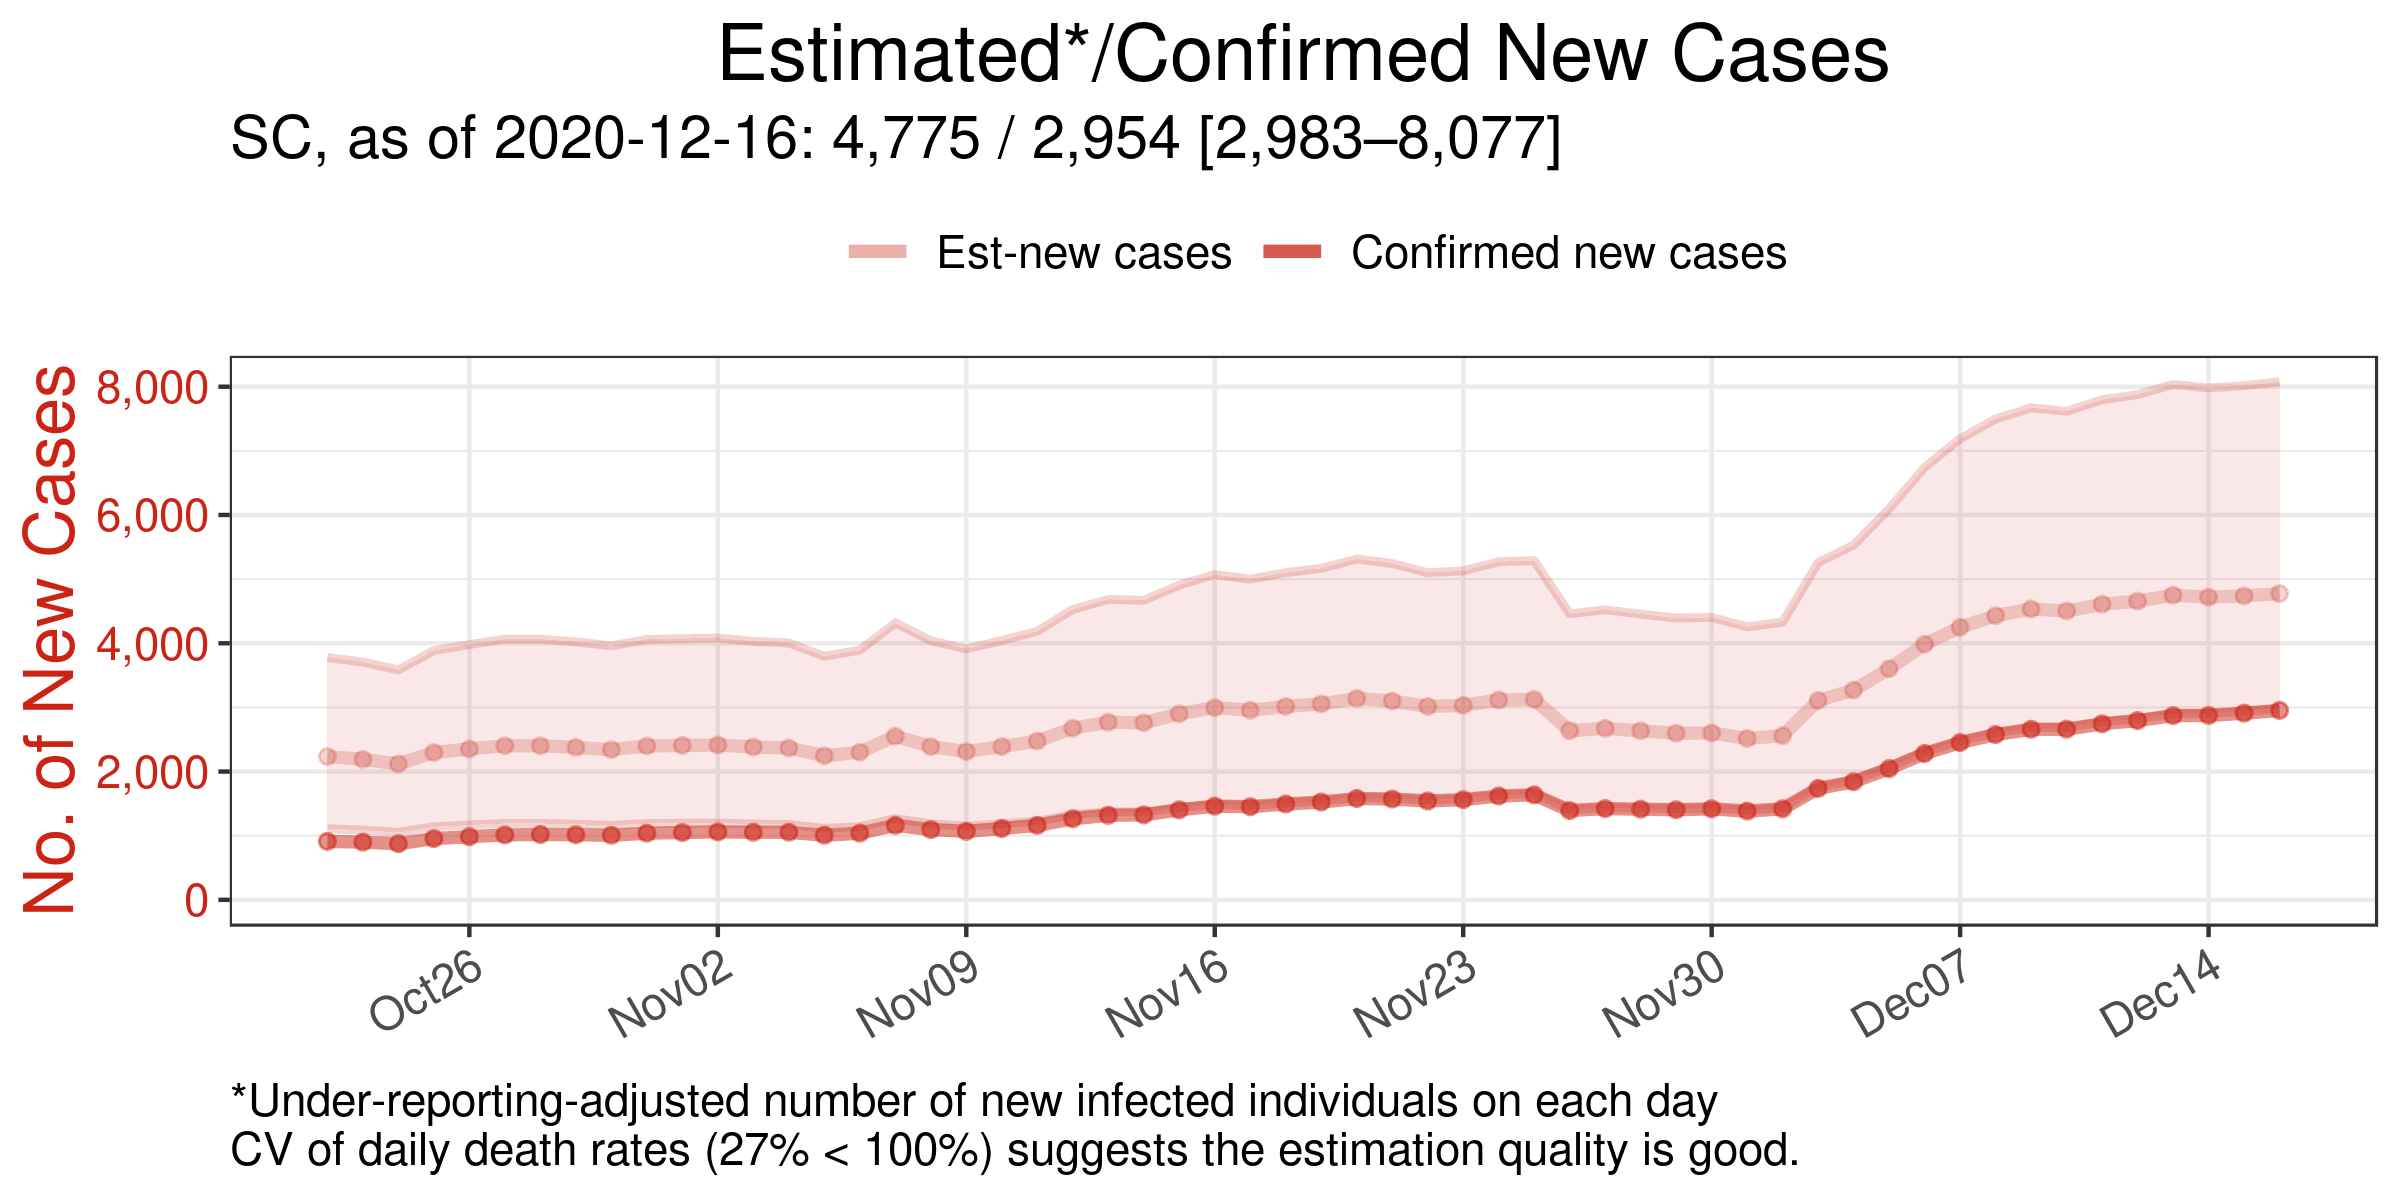 Estimated*/Confirmed New Cases
SC, as of 2020-12-16: 4,775 / 2,954 [2,983–8,077]
Est-new cases Confirmed new cases
No. of New Cases
8,000
6,000
4,000
2,000
0
Oct26 Nov02 Nov09 Nov16 Nov23 Nov30 Dec07 Dec14
*Under-reporting-adjusted number of new infected individuals on each day
CV of daily death rates (27% < 100%) suggests the estimation quality is good.